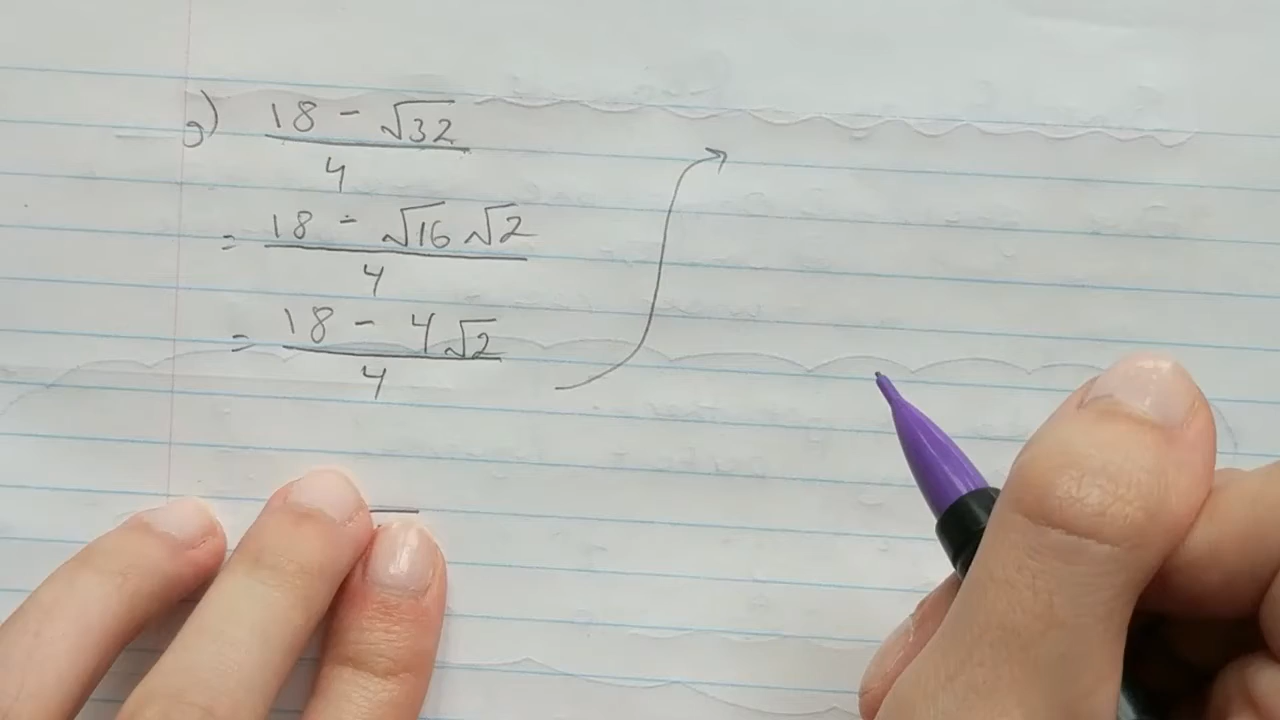 g) (18 - √32)/4
= (18 - √16 √2)/4
= (18 - 4√2)/4